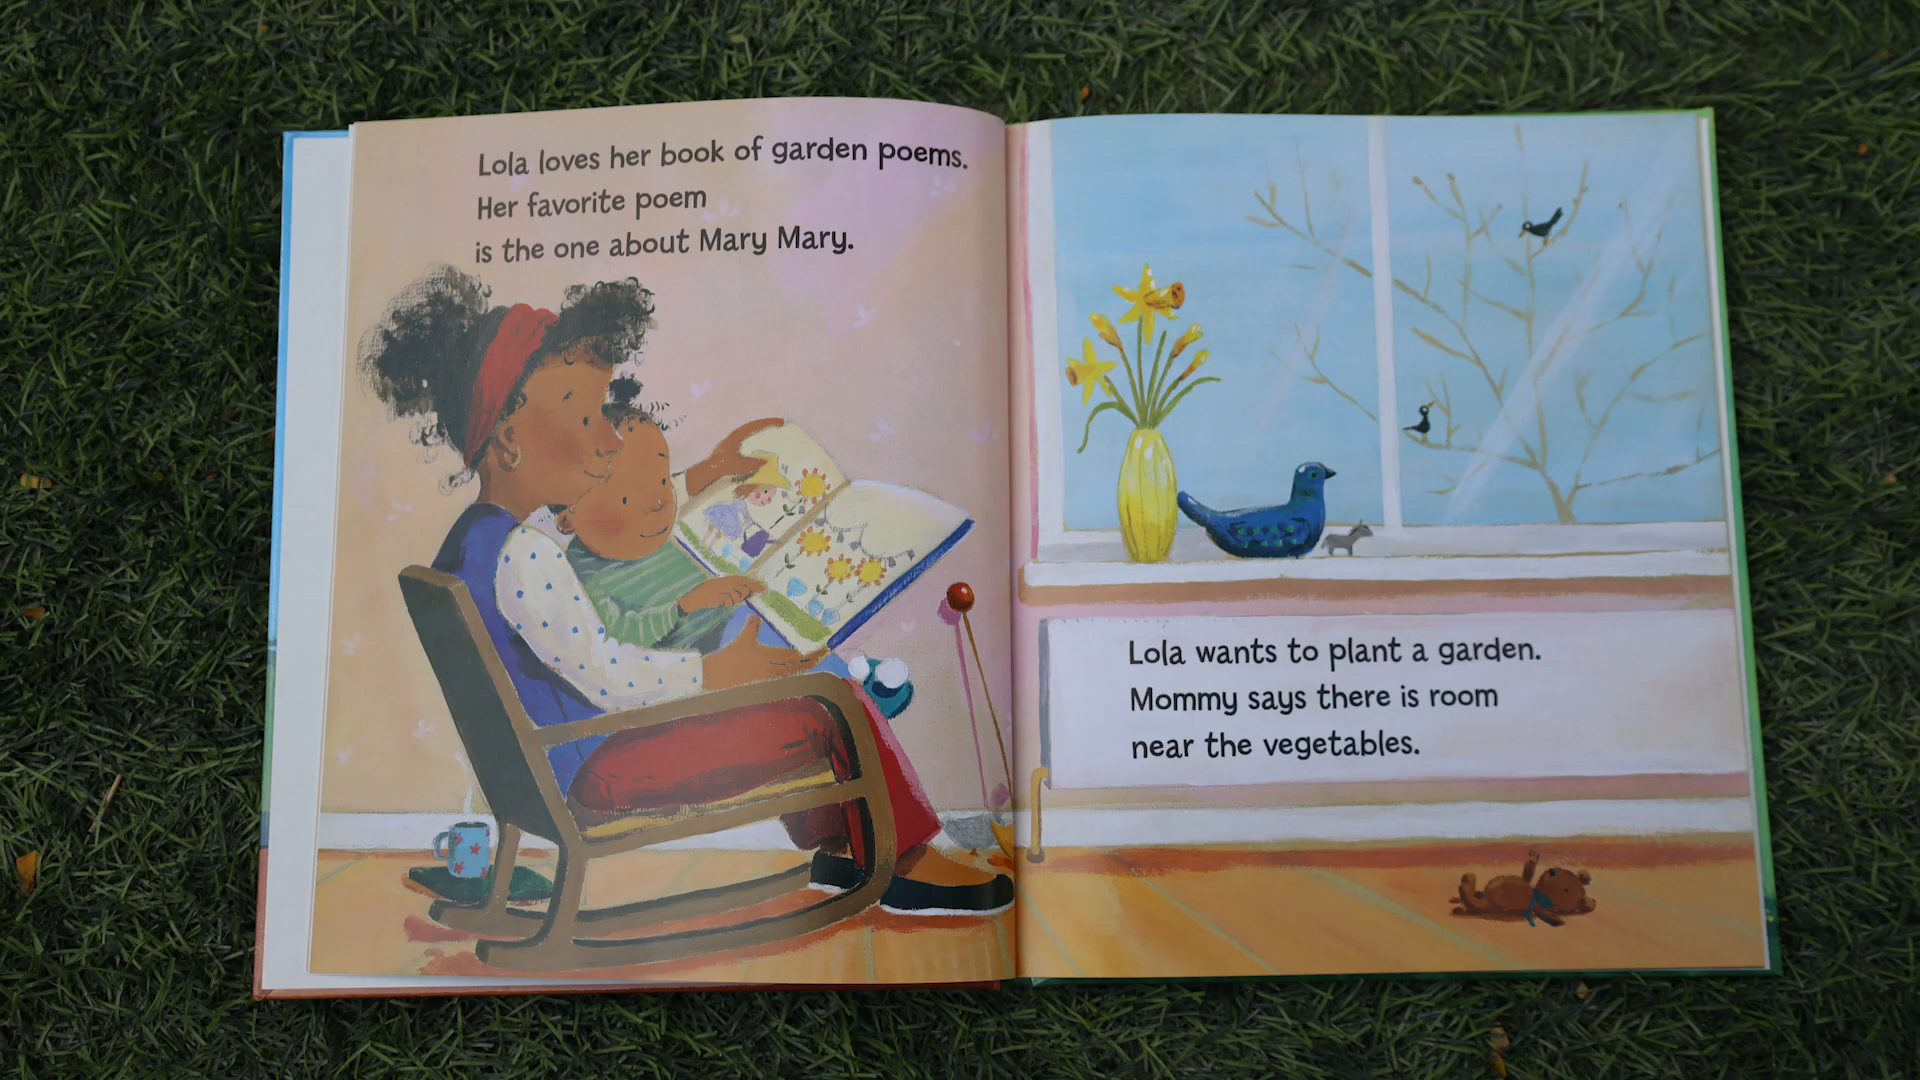 Lola loves her book of garden poems.
Her favorite poem
is the one about Mary Mary.
Lola wants to plant a garden.
Mommy says there is room
near the vegetables.